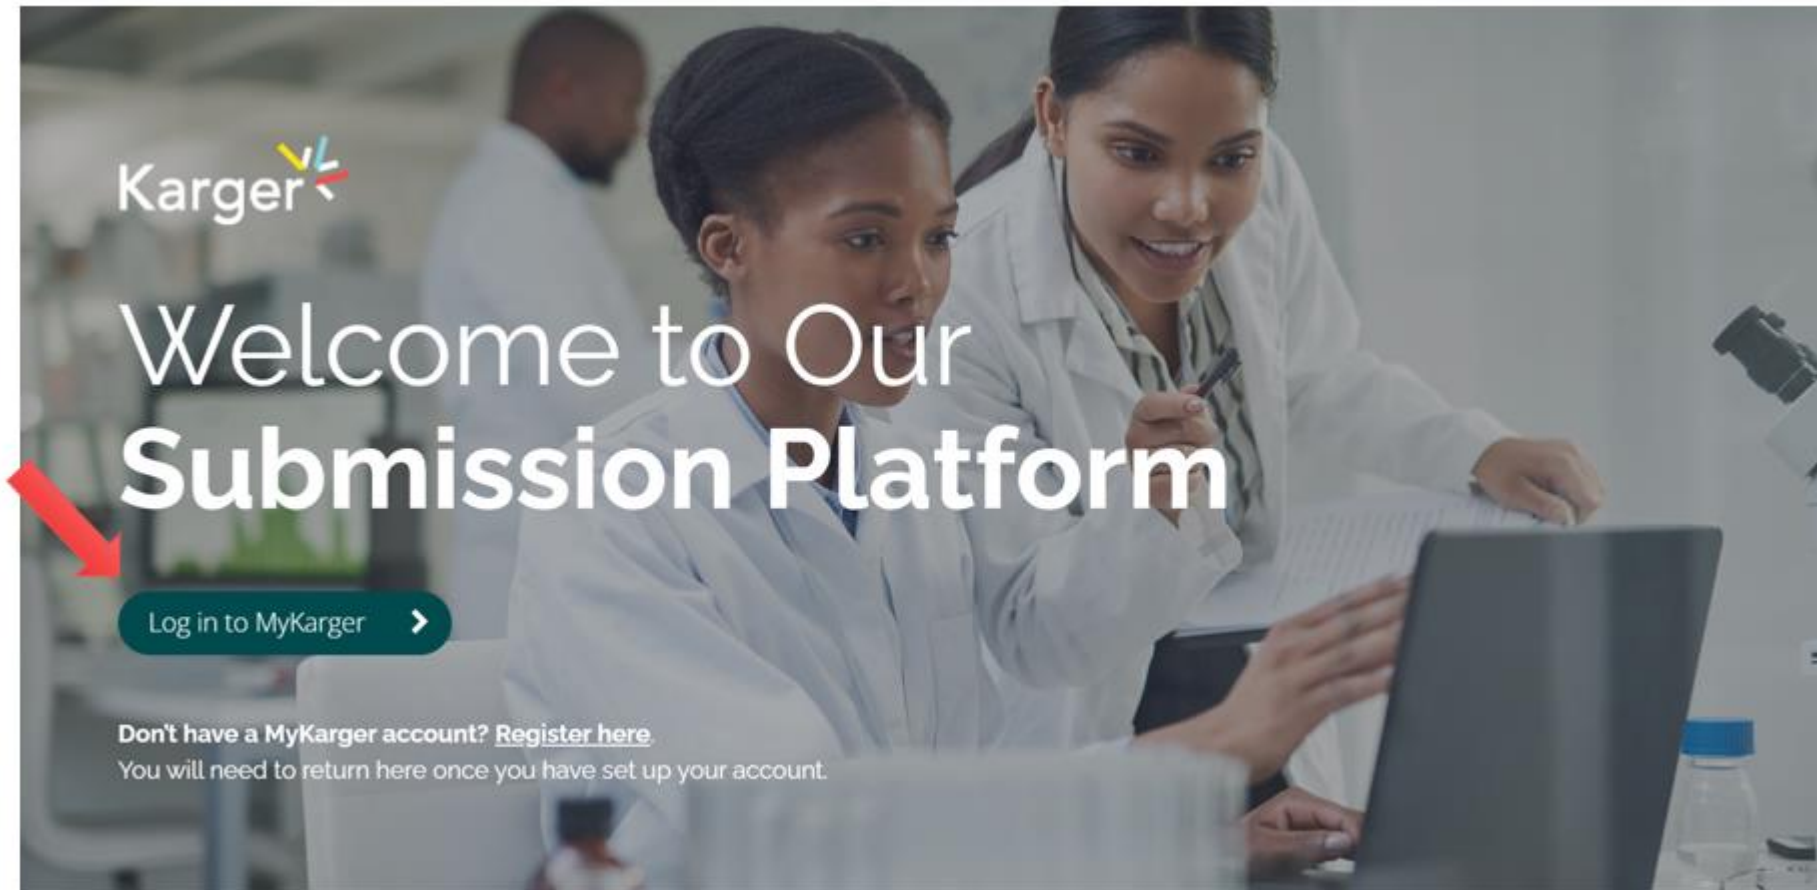 Karger
Welcome to Our
Submission Platform
Log in to MyKarger
Don't have a MyKarger account? Register here.
You will need to return here once you have set up your account.